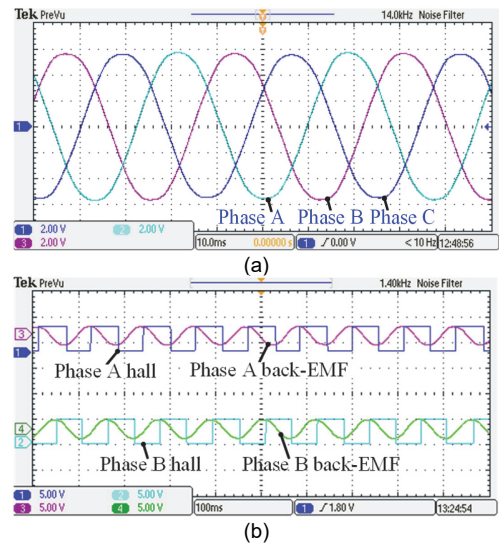 Tek PreVu 14.0kHz Noise Filter
1
Phase A Phase B Phase C
1 2.00 V 2 2.00 V
3 2.00 V 10.0ms 0.00000 s 1 / 0.00 V < 10 Hz 12:48:56
(a)
Tek PreVu 1.40kHz Noise Filter
3
1
Phase A hall Phase A back-EMF
4
2
Phase B hall Phase B back-EMF
1 5.00 V 2 5.00 V
3 5.00 V 4 5.00 V 100ms 1 / 1.80 V 13:24:54
(b)